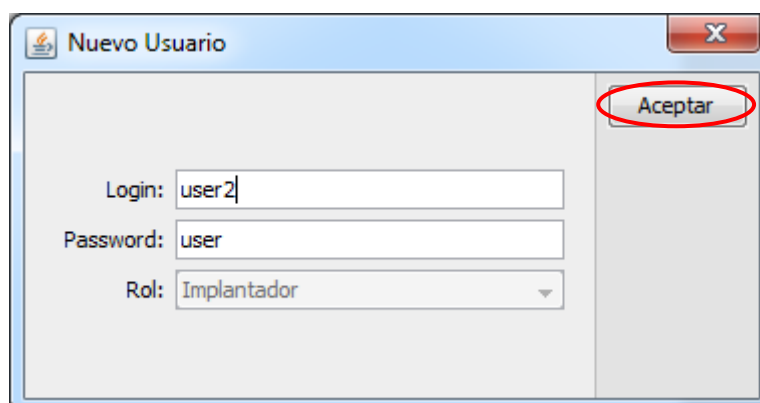 Nuevo Usuario
Aceptar
Login: user2
Password: user
Rol: Implantador